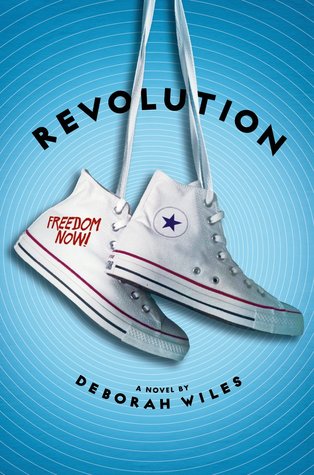 REVOLUTION
FREEDOM
NOW!
A NOVEL BY
DEBORAH WILES